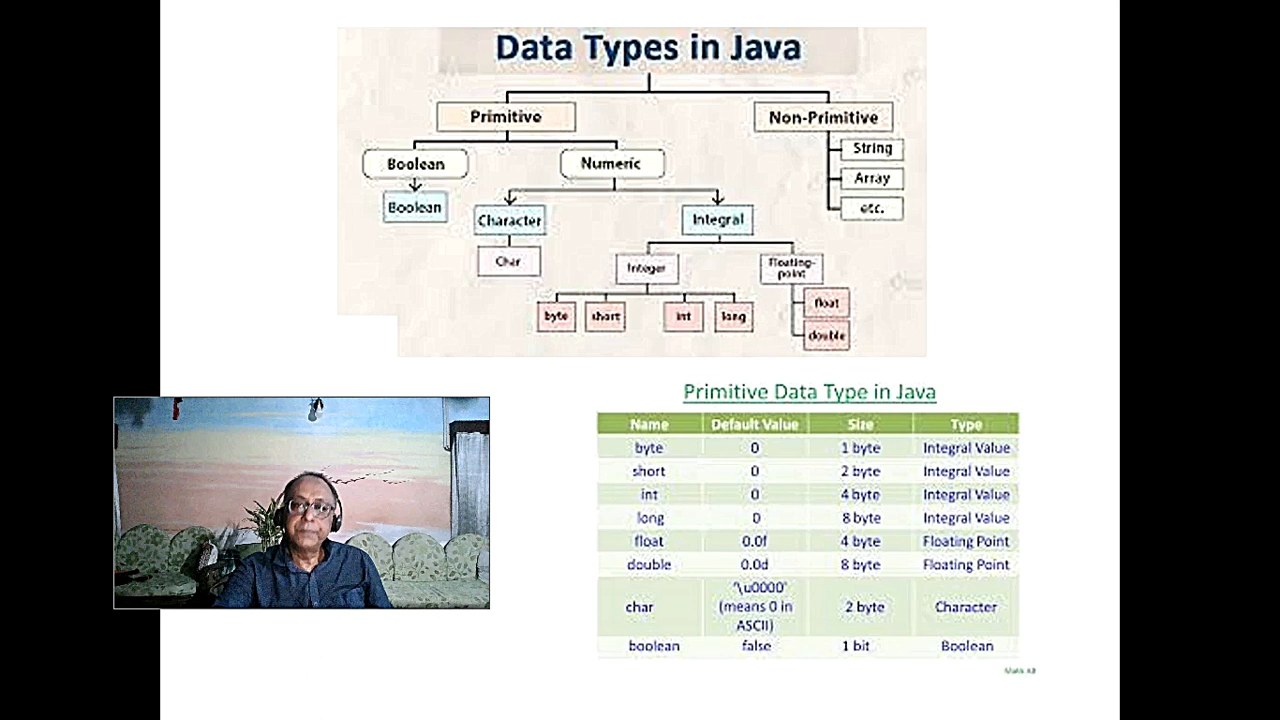 Data Types in Java
Primitive
Non-Primitive
Boolean
Numeric
String
Array
etc.
Boolean
Character
Integral
Char
Integer
Floating-
point
byte
short
int
long
float
double
Primitive Data Type in Java
Name Default Value Size Type
byte 0 1 byte Integral Value
short 0 2 byte Integral Value
int 0 4 byte Integral Value
long 0 8 byte Integral Value
float 0.0f 4 byte Floating Point
double 0.0d 8 byte Floating Point
char '\u0000' (means 0 in ASCII) 2 byte Character
boolean false 1 bit Boolean